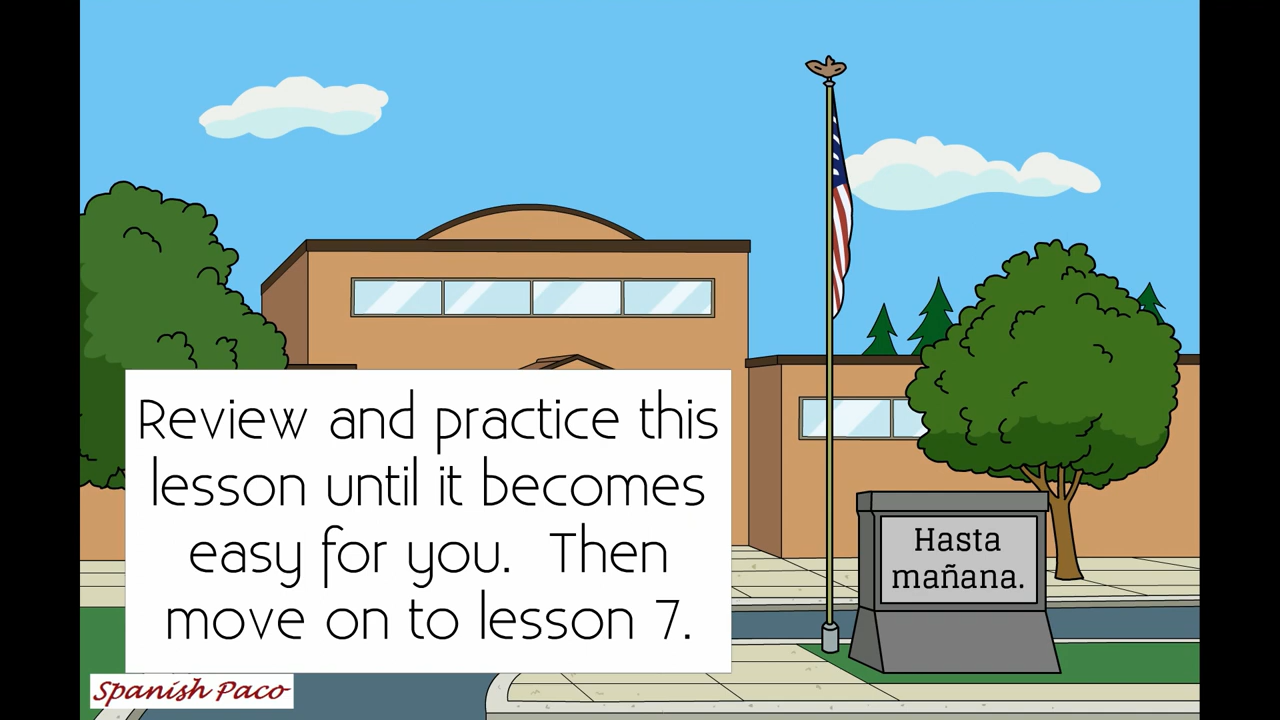 Review and practice this
lesson until it becomes
easy for you. Then
move on to lesson 7.
Hasta
mañana.
Spanish Paco